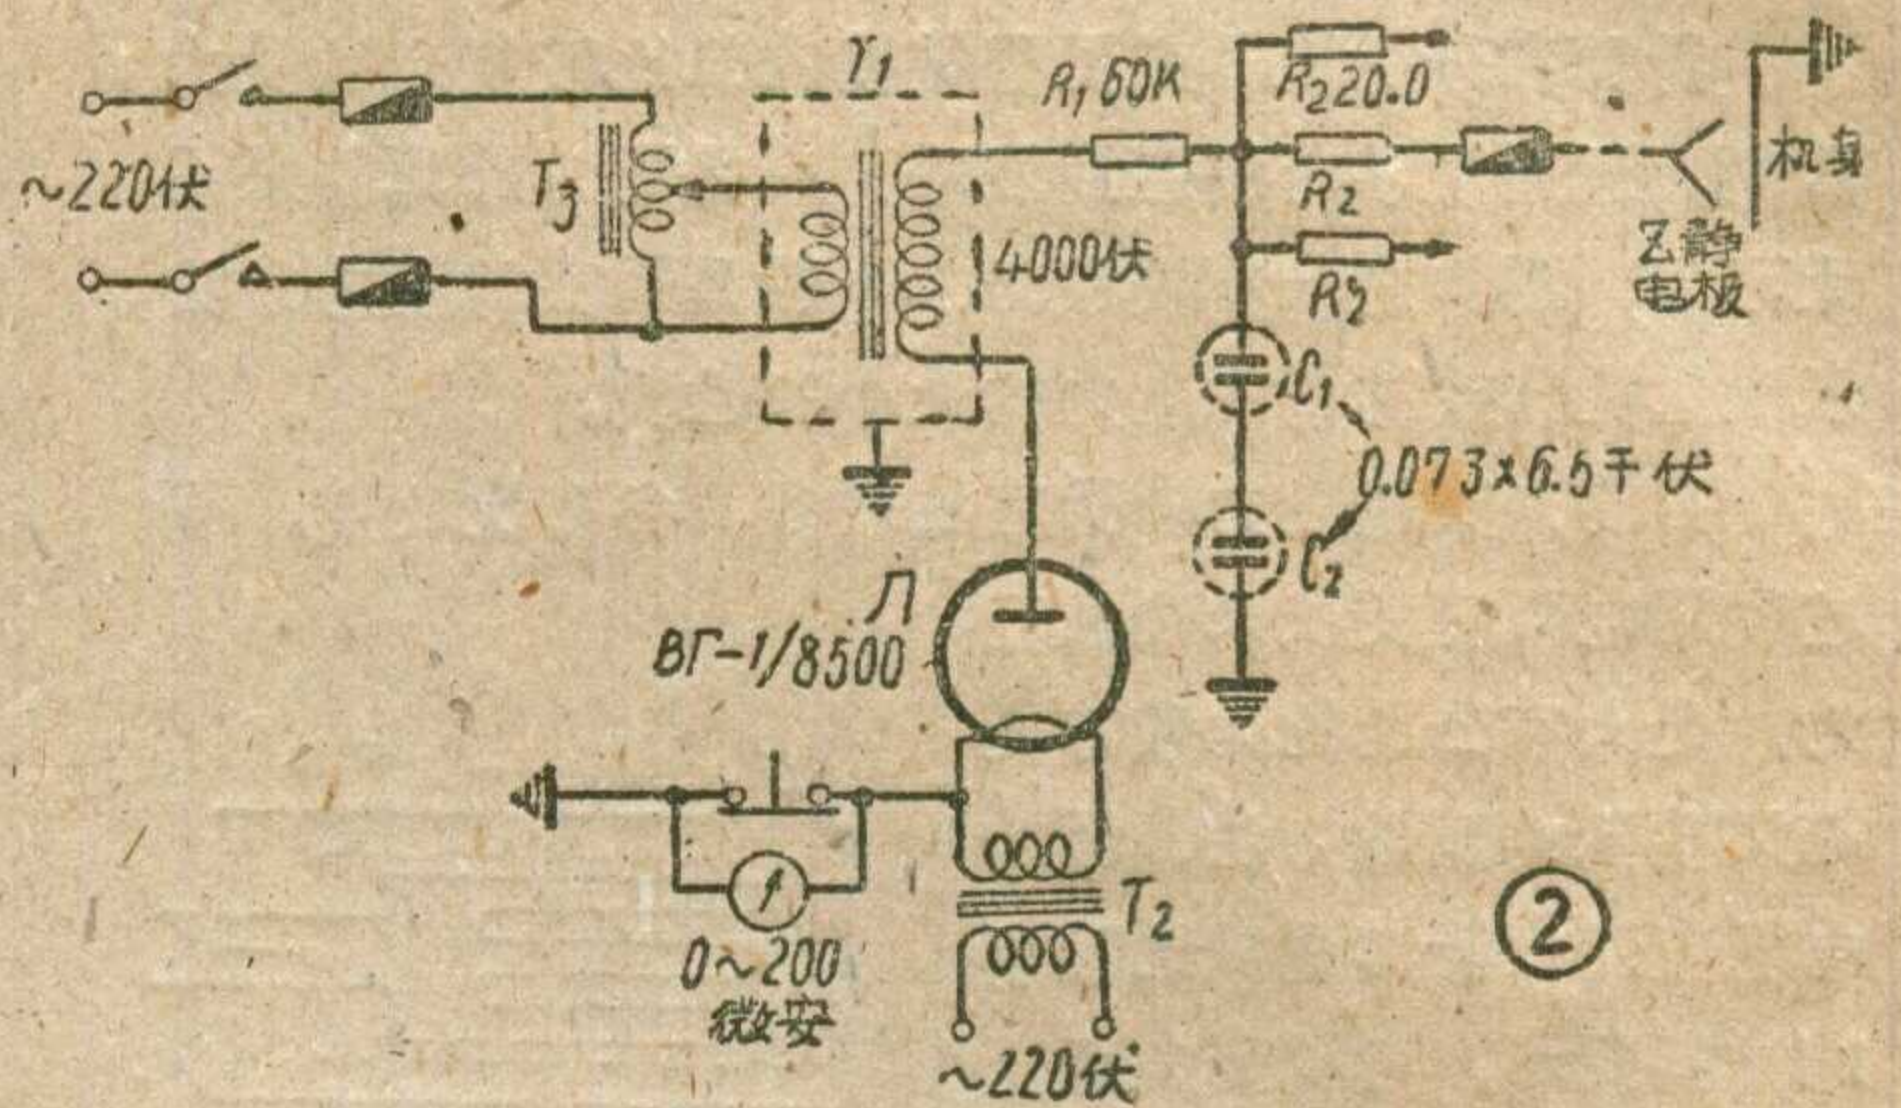 T₁
R₁ 60K
R₂ 20.0
~220伏
T₃
4000伏
R₂
R₂
机身
乙静
电极
C₁
0.073×6.5千伏
C₂
Л
ВГ-1/8500
T₂
0~200
微安
~220伏
②